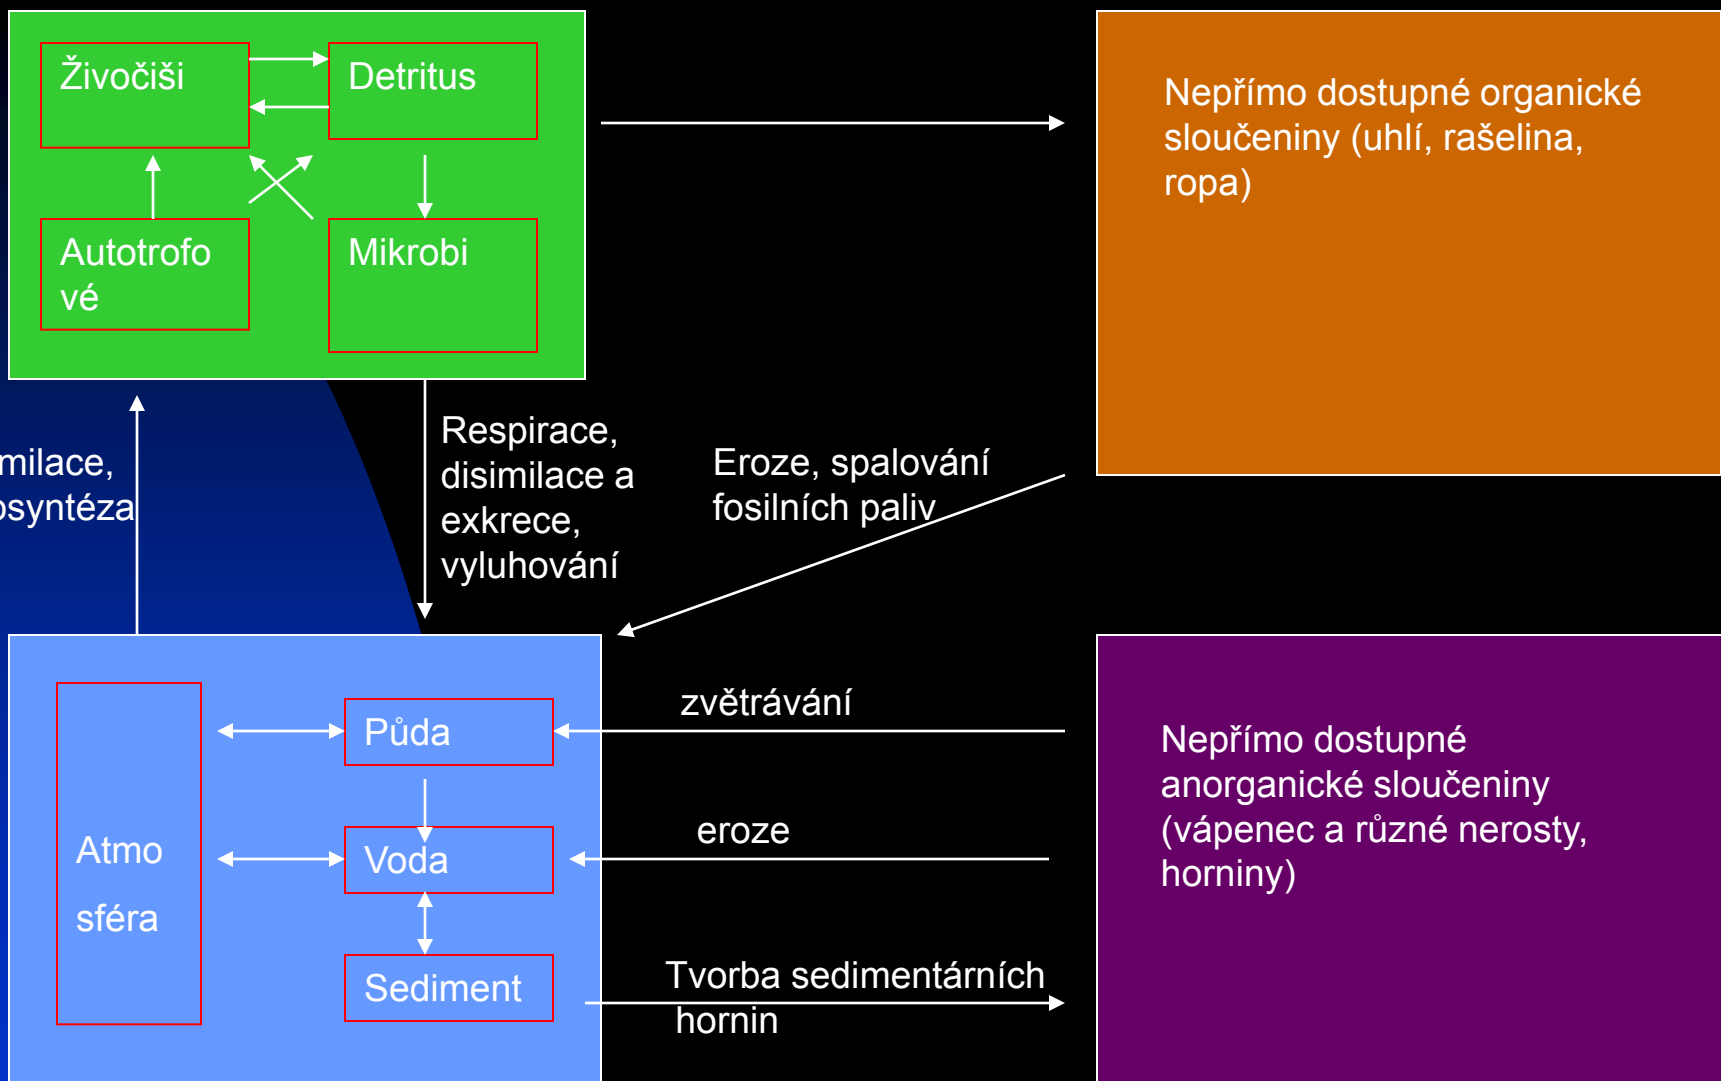 Živočiši
Detritus
Autotrofo
vé
Mikrobi
Nepřímo dostupné organické
sloučeniny (uhlí, rašelina,
ropa)
milace,
osyntéza
Respirace,
disimilace a
exkrece,
vyluhování
Eroze, spalování
fosilních paliv
Atmo
sféra
Půda
Voda
Sediment
zvětrávání
eroze
Tvorba sedimentárních
hornin
Nepřímo dostupné
anorganické sloučeniny
(vápenec a různé nerosty,
horniny)